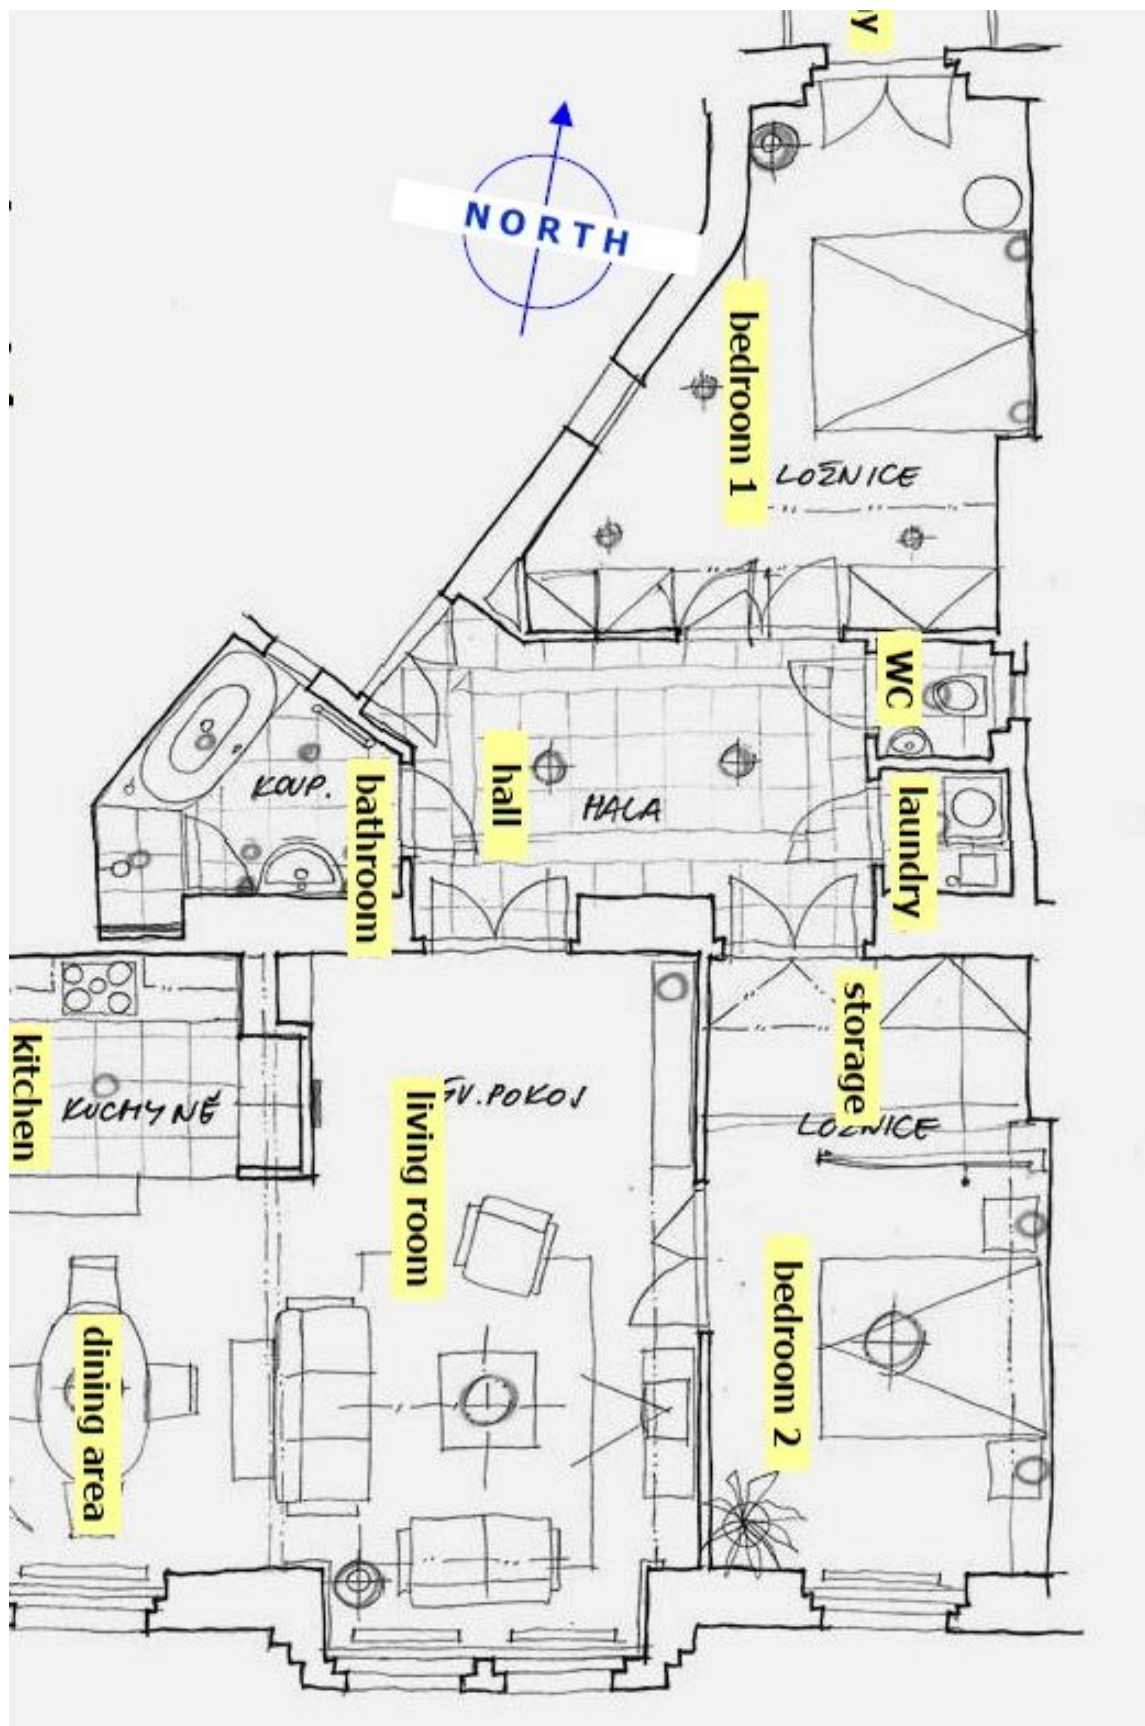 y
NORTH
bedroom 1
LOŽNICE
WC
hall
KOUP.
bathroom
HALA
laundry
storage
kitchen
KUCHYNĚ
living room
.POKOJ
LOŽNICE
bedroom 2
dining area